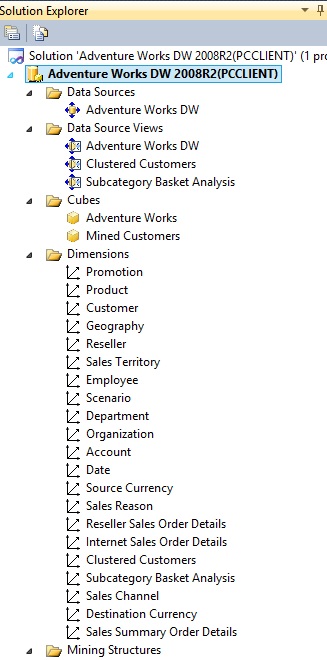 Solution Explorer
Solution 'Adventure Works DW 2008R2(PCCLIENT)' (1 pro
Adventure Works DW 2008R2(PCCLIENT)
Data Sources
Adventure Works DW
Data Source Views
Adventure Works DW
Clustered Customers
Subcategory Basket Analysis
Cubes
Adventure Works
Mined Customers
Dimensions
Promotion
Product
Customer
Geography
Reseller
Sales Territory
Employee
Scenario
Department
Organization
Account
Date
Source Currency
Sales Reason
Reseller Sales Order Details
Internet Sales Order Details
Clustered Customers
Subcategory Basket Analysis
Sales Channel
Destination Currency
Sales Summary Order Details
Mining Structures